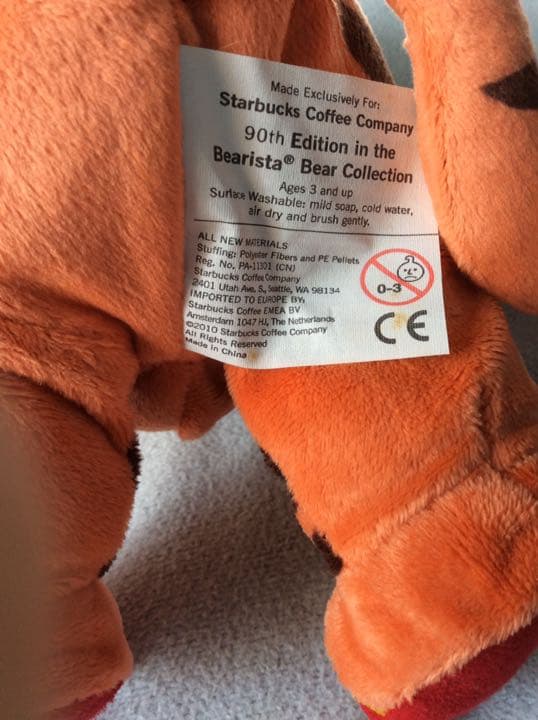 Made Exclusively For:
Starbucks Coffee Company
90th Edition in the
Bearista® Bear Collection
Ages 3 and up
Surface Washable: mild soap, cold water,
air dry and brush gently.
ALL NEW MATERIALS
Stuffing: Polyster Fibers and PE Pellets
Reg. No. PA-11301 (CN)
Starbucks Coffee Company
2401 Utah Ave, S., Seattle, WA 98134
IMPORTED TO EUROPE BY:
Starbucks Coffee EMEA BV
Amsterdam 1047 HJ, The Netherlands
©2010 Starbucks Coffee Company
All Rights Reserved
Made in China
0-3
CE